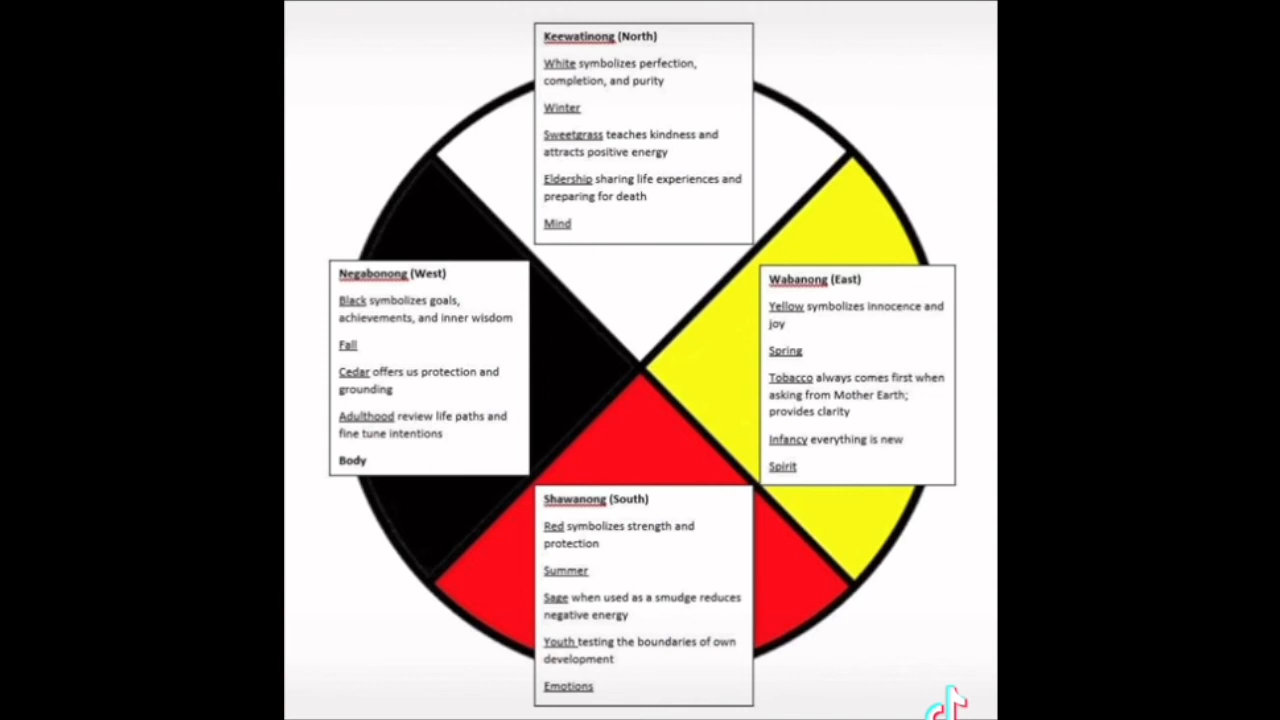 Keewatinong (North)
White symbolizes perfection,
completion, and purity
Winter
Sweetgrass teaches kindness and
attracts positive energy
Eldership sharing life experiences and
preparing for death
Mind
Negabonong (West)
Black symbolizes goals,
achievements, and inner wisdom
Fall
Cedar offers us protection and
grounding
Adulthood review life paths and
fine tune intentions
Body
Wabanong (East)
Yellow symbolizes innocence and
joy
Spring
Tobacco always comes first when
asking from Mother Earth;
provides clarity
Infancy everything is new
Spirit
Shawanong (South)
Red symbolizes strength and
protection
Summer
Sage when used as a smudge reduces
negative energy
Youth testing the boundaries of own
development
Emotions